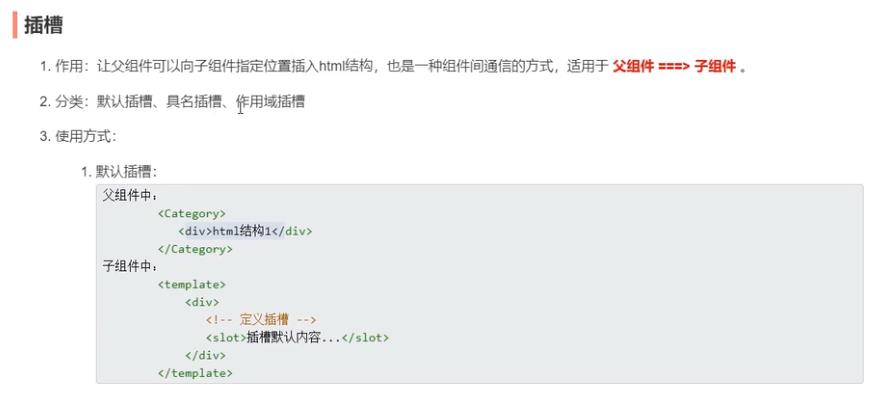 插槽
1. 作用：让父组件可以向子组件指定位置插入html结构，也是一种组件间通信的方式，适用于 父组件 ===> 子组件 。
2. 分类：默认插槽、具名插槽、作用域插槽
3. 使用方式：
1. 默认插槽：
父组件中：
<Category>
<div>html结构1</div>
</Category>
子组件中：
<template>
<div>
<!-- 定义插槽 -->
<slot>插槽默认内容...</slot>
</div>
</template>